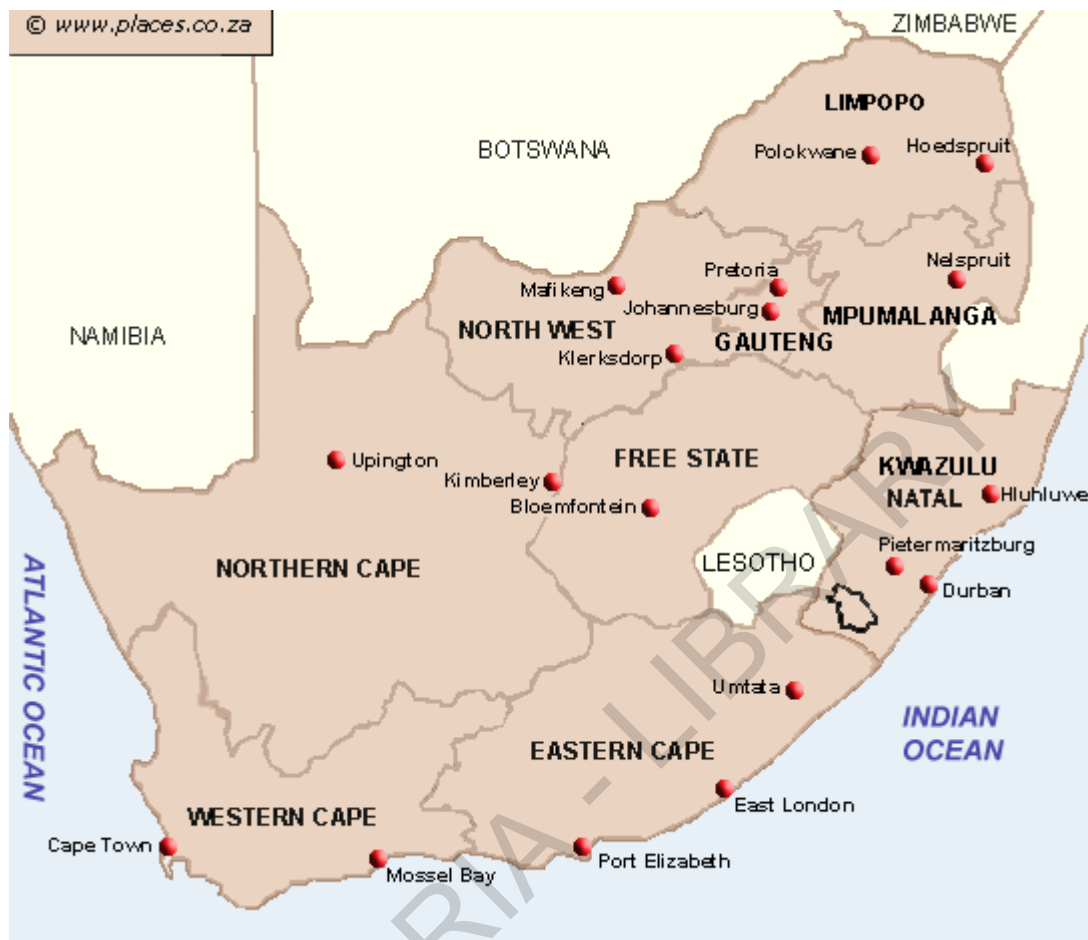 © www.places.co.za
ZIMBABWE
LIMPOPO
BOTSWANA
Polokwane
Hoedspruit
Nelspruit
Pretoria
Mafikeng
Johannesburg
MPUMALANGA
NORTH WEST
NAMIBIA
GAUTENG
Klerksdorp
Upington
FREE STATE
KWAZULU
NATAL
Kimberley
Hluhluwe
Bloemfontein
Pietermaritzburg
LESOTHO
NORTHERN CAPE
Durban
ATLANTIC OCEAN
Umtata
INDIAN
OCEAN
EASTERN CAPE
East London
WESTERN CAPE
Cape Town
Port Elizabeth
Mossel Bay
RIA - LIBRARY